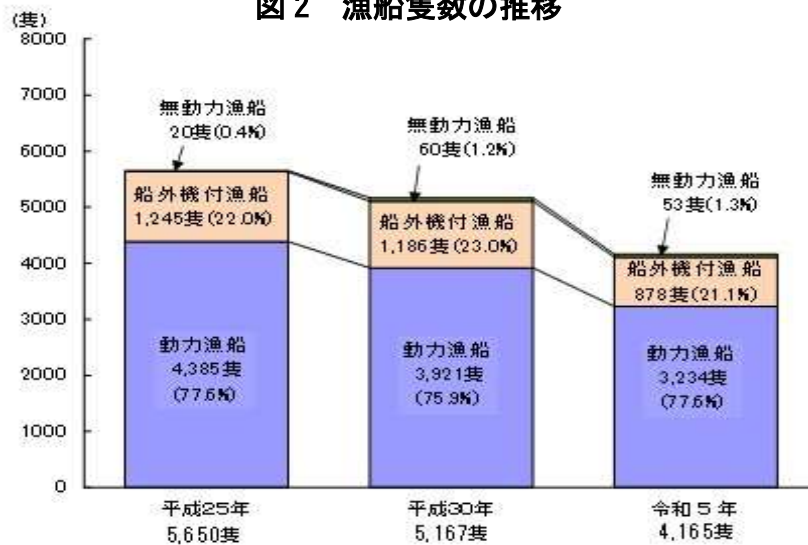 図2 漁船隻数の推移
(隻)
8000
7000
6000
5000
4000
3000
2000
1000
0
無動力漁船
20隻(0.4%)
船外機付漁船
1,245隻(22.0%)
動力漁船
4,385隻
(77.6%)
無動力漁船
60隻(1.2%)
船外機付漁船
1,186隻(23.0%)
動力漁船
3,921隻
(75.9%)
無動力漁船
53隻(1.3%)
船外機付漁船
878隻(21.1%)
動力漁船
3,234隻
(77.6%)
平成25年
5,650隻
平成30年
5,167隻
令和5年
4,165隻